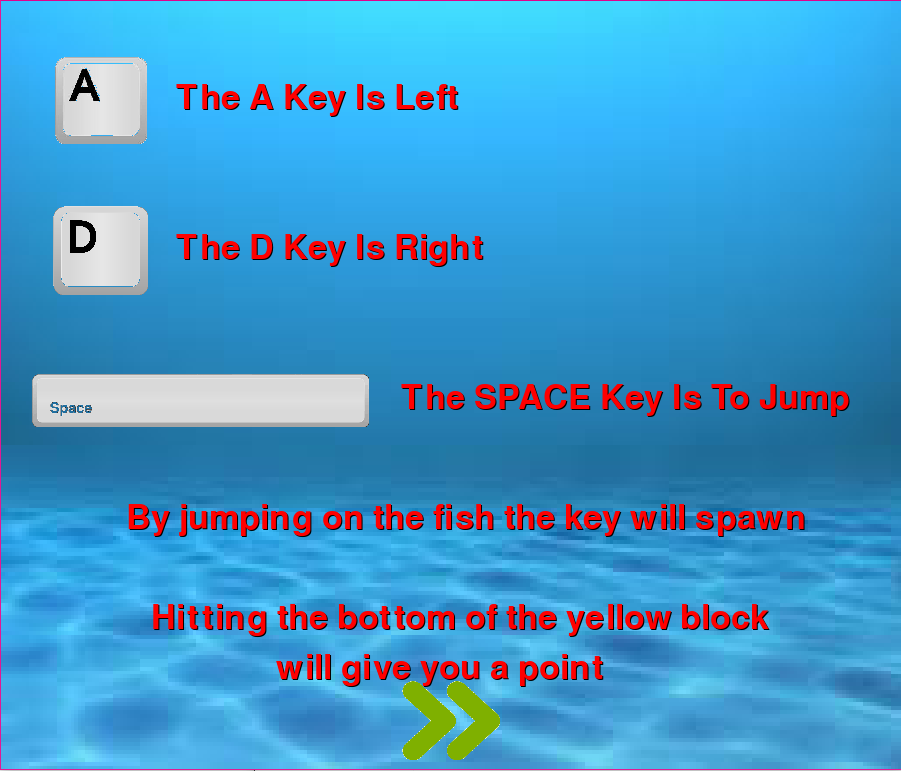 A
The A Key Is Left
D
The D Key Is Right
Space
The SPACE Key Is To Jump
By jumping on the fish the key will spawn
Hitting the bottom of the yellow block
will give you a point